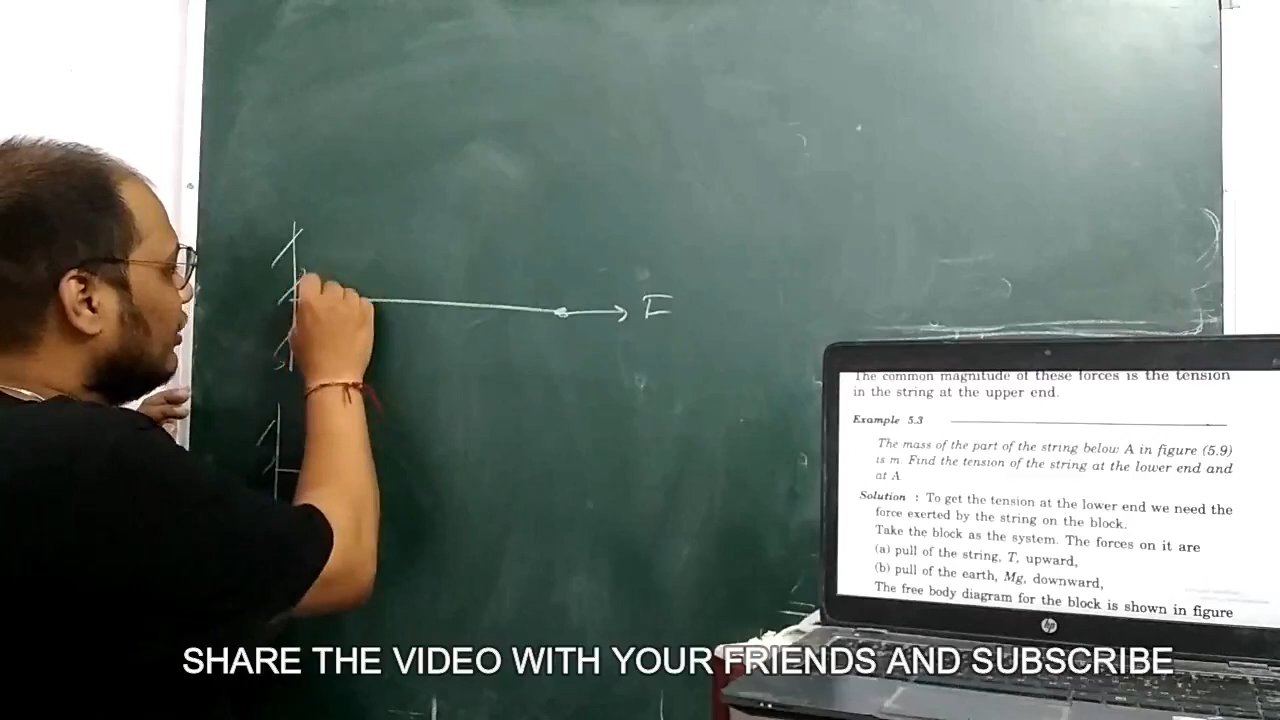 F
The common magnitude of these forces is the tension
in the string at the upper end.
Example 5.3
The mass of the part of the string below A in figure (5.9)
is m. Find the tension of the string at the lower end and
at A.
Solution : To get the tension at the lower end we need the
force exerted by the string on the block.
Take the block as the system. The forces on it are
(a) pull of the string, T, upward,
(b) pull of the earth, Mg, downward,
The free body diagram for the block is shown in figure
hp
SHARE THE VIDEO WITH YOUR FRIENDS AND SUBSCRIBE